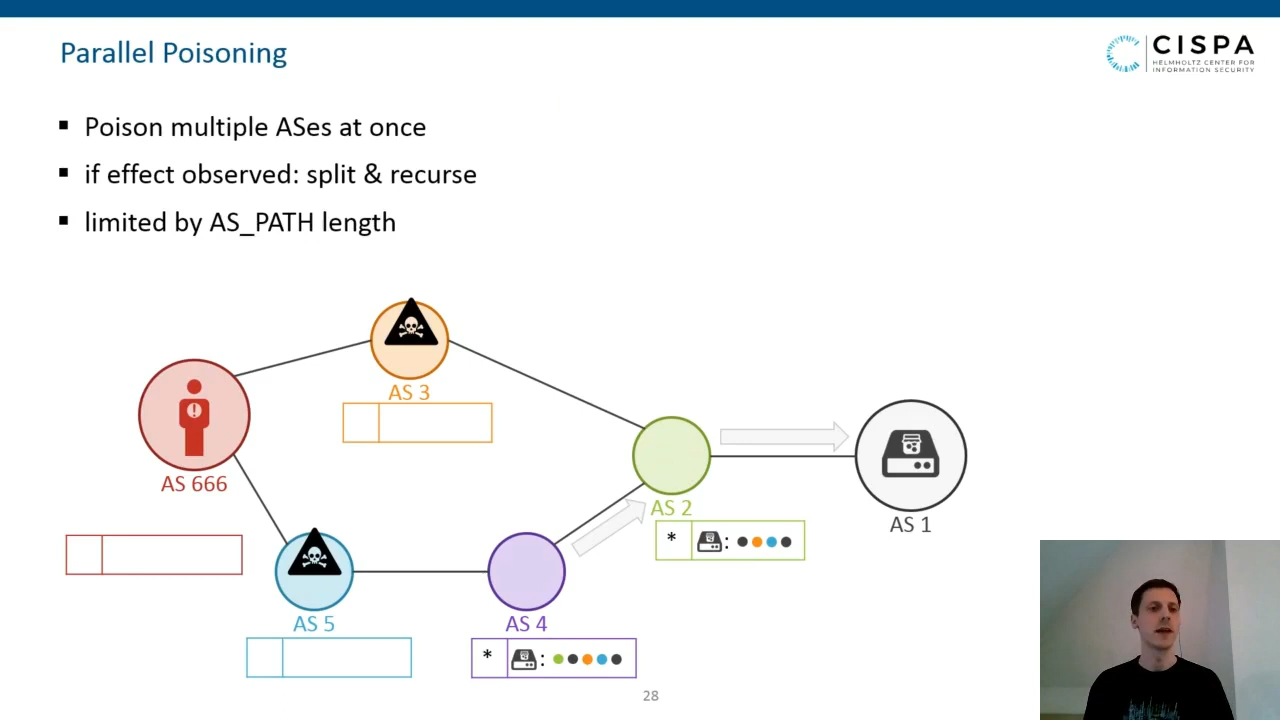 Parallel Poisoning
CISPA
HELMHOLTZ CENTER FOR
INFORMATION SECURITY
▪ Poison multiple ASes at once
▪ if effect observed: split & recurse
▪ limited by AS_PATH length
AS 3
AS 666
AS 2
* :
AS 1
AS 5
AS 4
* :
28